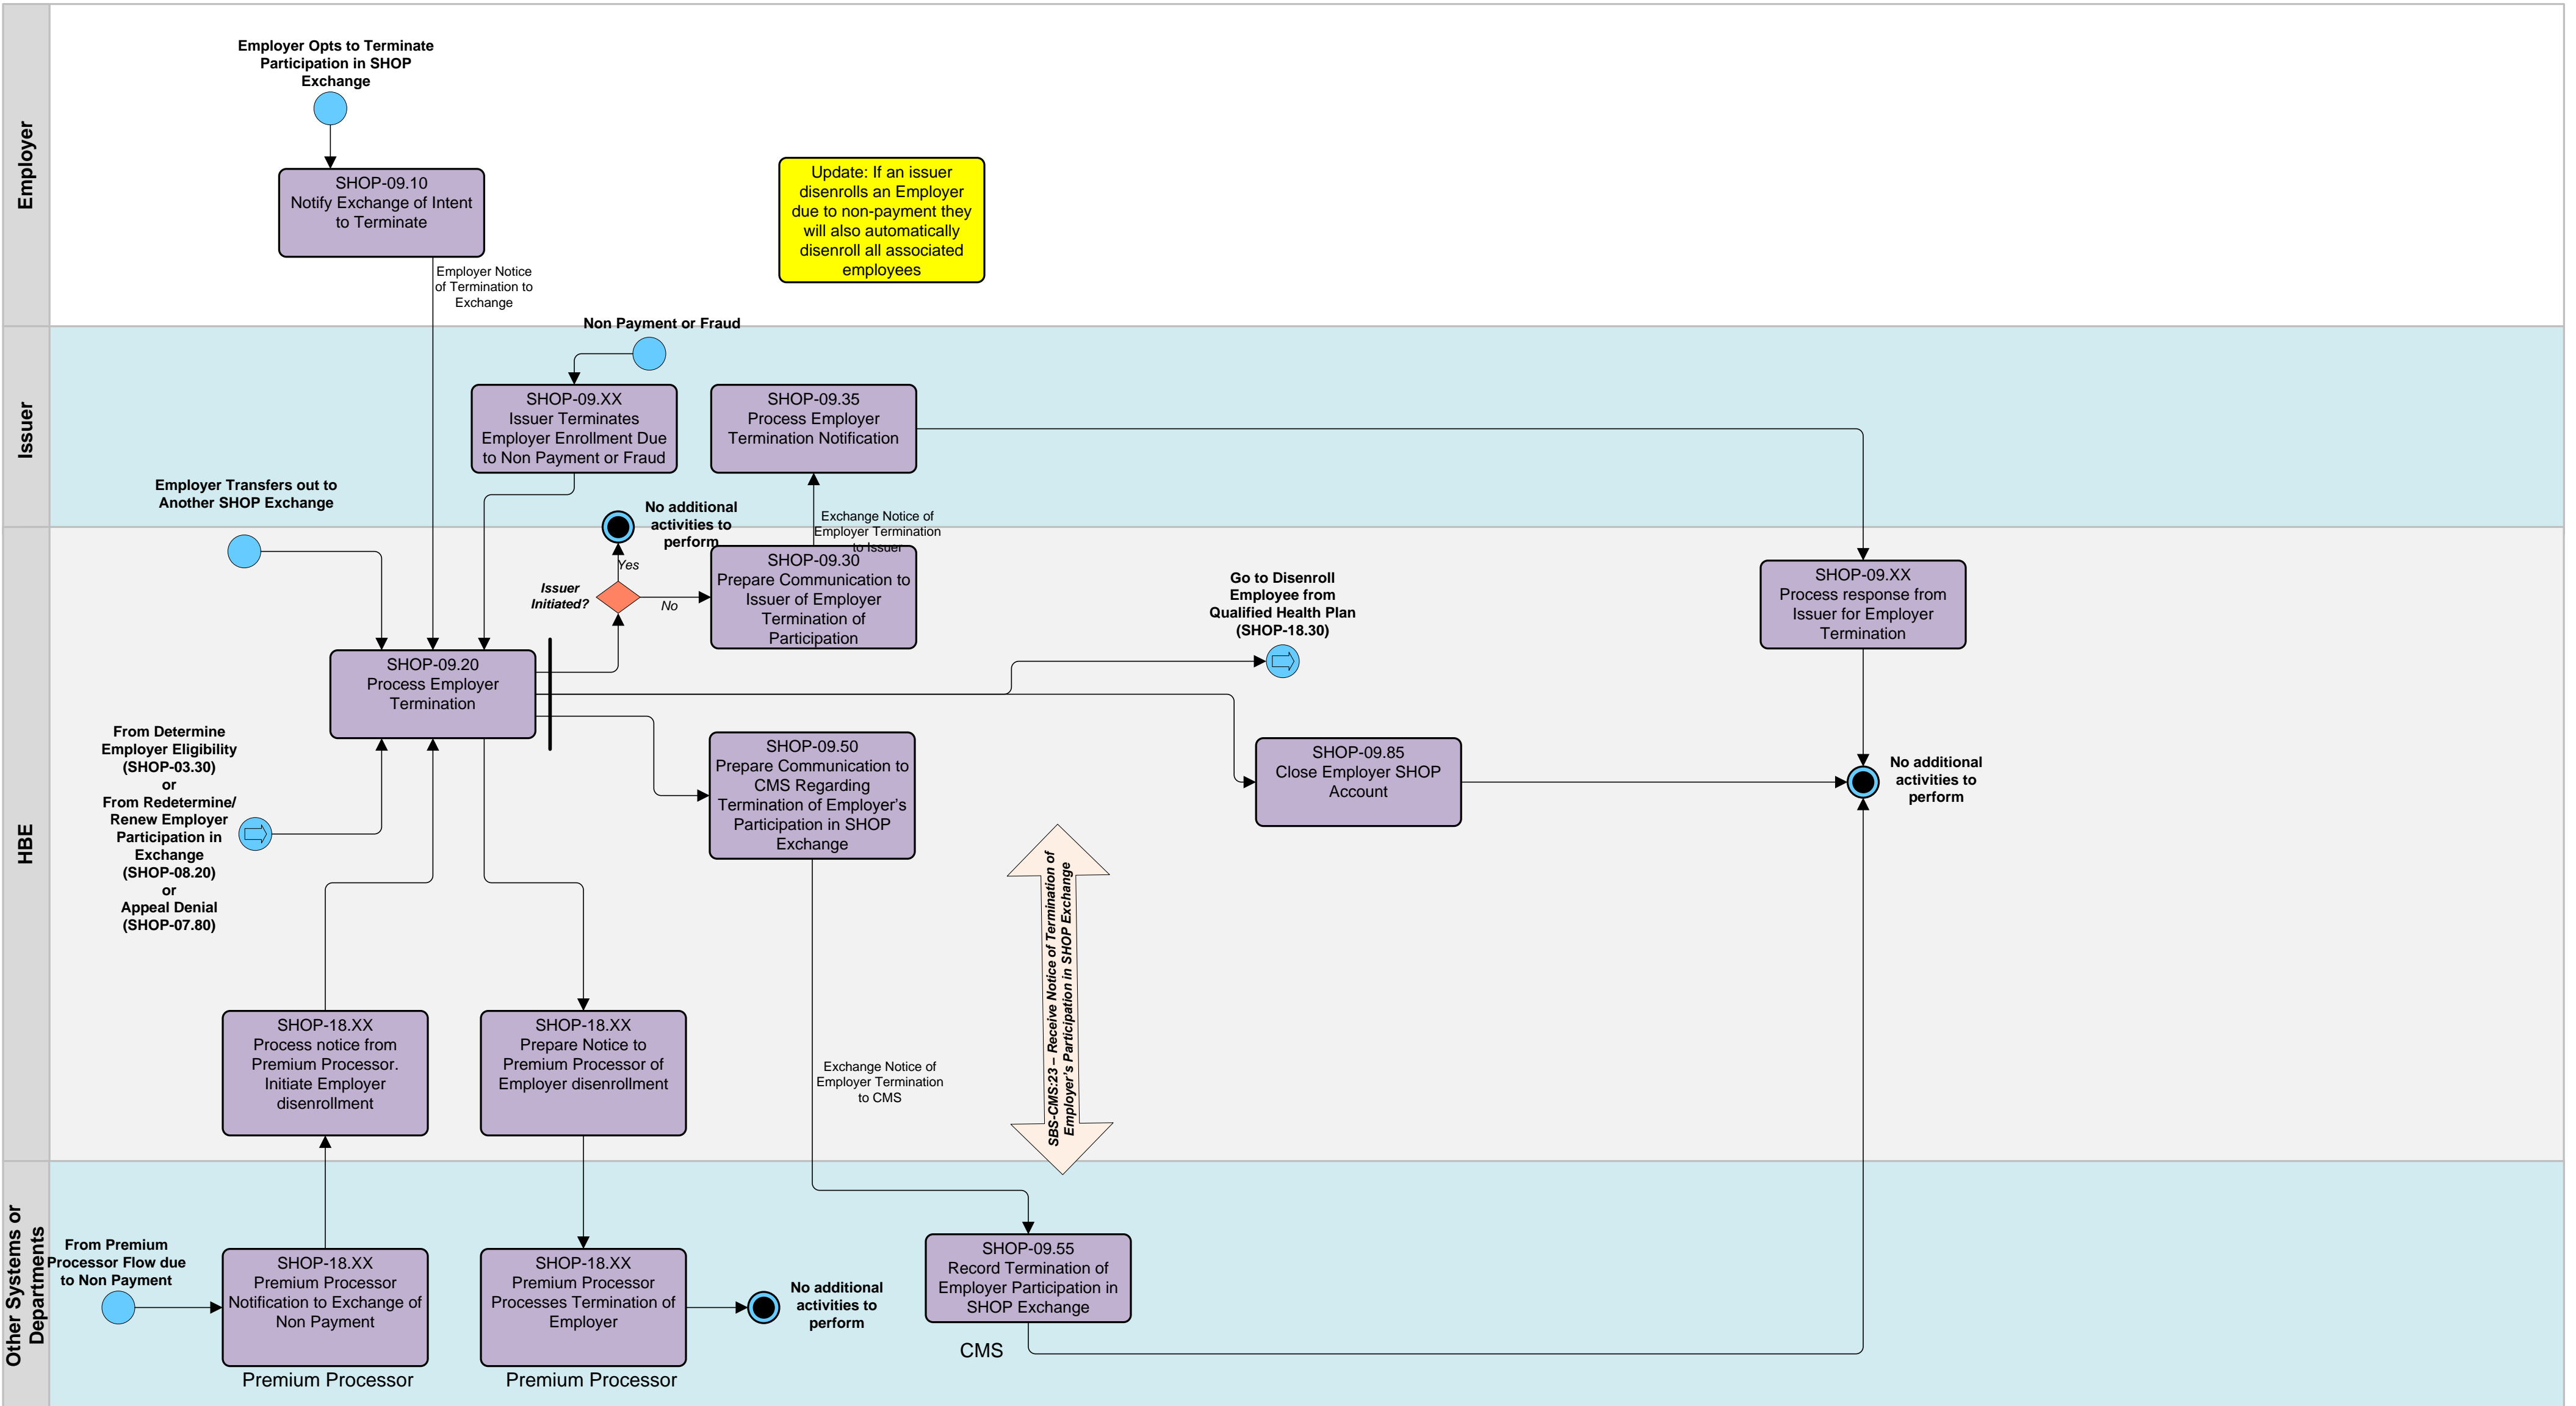 Employer
Employer Opts to Terminate
Participation in SHOP
Exchange
SHOP-09.10
Notify Exchange of Intent
to Terminate
Employer Notice
of Termination to
Exchange
Update: If an issuer
disenrolls an Employer
due to non-payment they
will also automatically
disenroll all associated
employees
Issuer
Non Payment or Fraud
SHOP-09.XX
Issuer Terminates
Employer Enrollment Due
to Non Payment or Fraud
SHOP-09.35
Process Employer
Termination Notification
Employer Transfers out to
Another SHOP Exchange
No additional
activities to
perform
Exchange Notice of
Employer Termination
to Issuer
HBE
Yes
Issuer
Initiated?
No
SHOP-09.30
Prepare Communication to
Issuer of Employer
Termination of
Participation
Go to Disenroll
Employee from
Qualified Health Plan
(SHOP-18.30)
SHOP-09.XX
Process response from
Issuer for Employer
Termination
SHOP-09.20
Process Employer
Termination
From Determine
Employer Eligibility
(SHOP-03.30)
or
From Redetermine/
Renew Employer
Participation in
Exchange
(SHOP-08.20)
or
Appeal Denial
(SHOP-07.80)
SHOP-09.50
Prepare Communication to
CMS Regarding
Termination of Employer's
Participation in SHOP
Exchange
SHOP-09.85
Close Employer SHOP
Account
No additional
activities to
perform
SBS-CMS:23 – Receive Notice of Termination of
Employer's Participation in SHOP Exchange
SHOP-18.XX
Process notice from
Premium Processor.
Initiate Employer
disenrollment
SHOP-18.XX
Prepare Notice to
Premium Processor of
Employer disenrollment
Exchange Notice of
Employer Termination
to CMS
Other Systems or
Departments
From Premium
Processor Flow due
to Non Payment
SHOP-18.XX
Premium Processor
Notification to Exchange of
Non Payment
Premium Processor
SHOP-18.XX
Premium Processor
Processes Termination of
Employer
Premium Processor
No additional
activities to
perform
SHOP-09.55
Record Termination of
Employer Participation in
SHOP Exchange
CMS